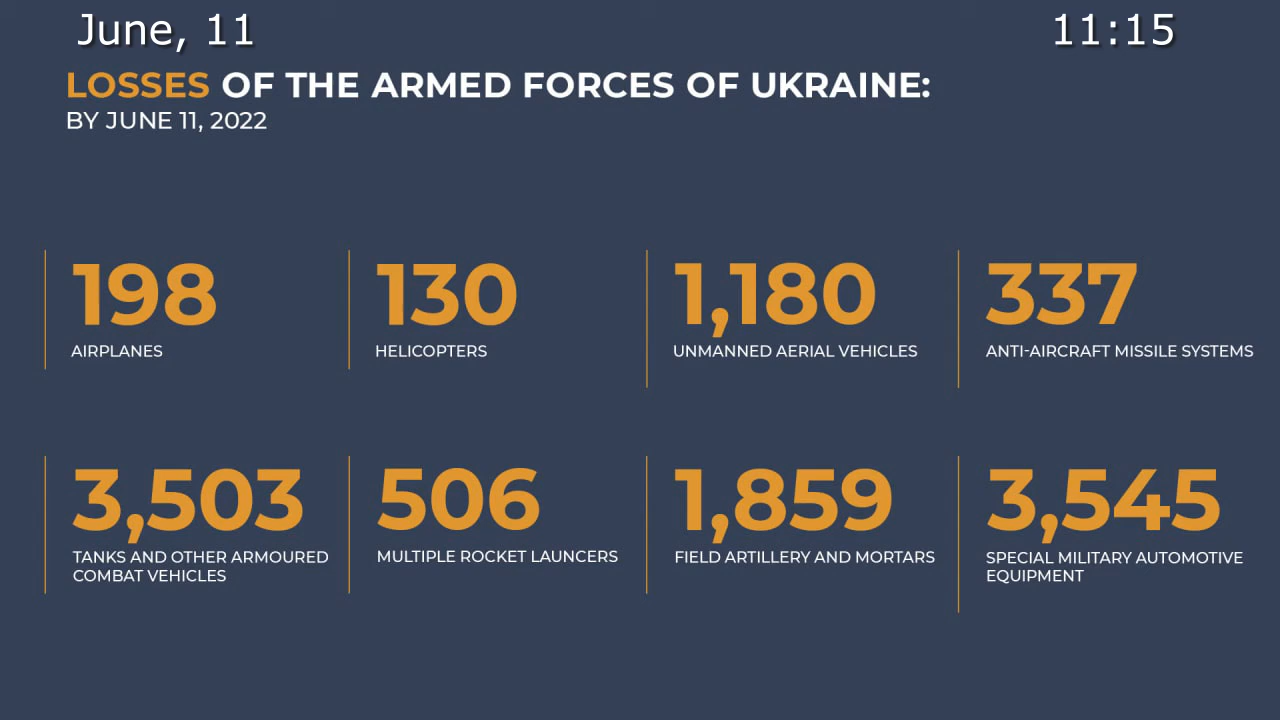 June, 11
11:15
LOSSES OF THE ARMED FORCES OF UKRAINE:
BY JUNE 11, 2022
198
AIRPLANES
130
HELICOPTERS
1,180
UNMANNED AERIAL VEHICLES
337
ANTI-AIRCRAFT MISSILE SYSTEMS
3,503
TANKS AND OTHER ARMOURED
COMBAT VEHICLES
506
MULTIPLE ROCKET LAUNCERS
1,859
FIELD ARTILLERY AND MORTARS
3,545
SPECIAL MILITARY AUTOMOTIVE
EQUIPMENT